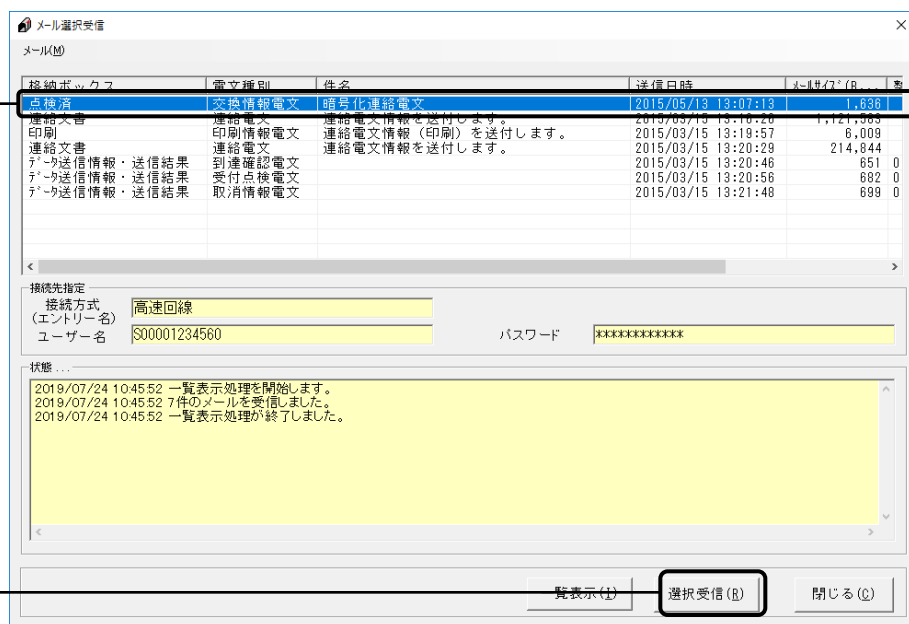 メール選択受信
メール(M)
格納ボックス 電文種別 件名 送信日時 メールサイズ(B... 数
点検済 交換情報電文 暗号化連絡電文 2015/05/13 13:07:13 1,636
連絡文書 連絡電文 連絡電文情報を送付します。
印刷 印刷情報電文 連絡電文情報（印刷）を送付します。 2015/03/15 13:19:57 6,009
連絡文書 連絡電文 連絡電文情報を送付します。 2015/03/15 13:20:29 214,844
ﾃﾞｰﾀ送信情報・送信結果 到達確認電文 2015/03/15 13:20:46 651 0
ﾃﾞｰﾀ送信情報・送信結果 受付点検電文 2015/03/15 13:20:56 682 0
ﾃﾞｰﾀ送信情報・送信結果 取消情報電文 2015/03/15 13:21:48 699 0
接続先指定
接続方式
(エントリー名) 高速回線
ユーザー名 S00001234560 パスワード ************
状態 ...
2019/07/24 10:45:52 一覧表示処理を開始します。
2019/07/24 10:45:52 7件のメールを受信しました。
2019/07/24 10:45:52 一覧表示処理が終了しました。
一覧表示(I) 選択受信(R) 閉じる(C)